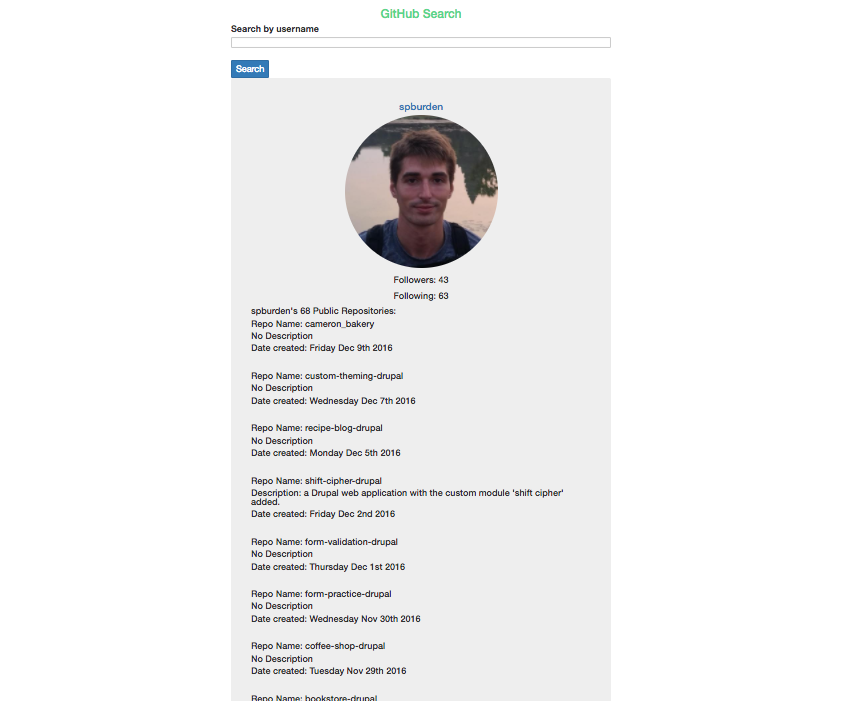 GitHub Search
Search by username
Search
spburden
Followers: 43
Following: 63
spburden's 68 Public Repositories:
Repo Name: cameron_bakery
No Description
Date created: Friday Dec 9th 2016
Repo Name: custom-theming-drupal
No Description
Date created: Wednesday Dec 7th 2016
Repo Name: recipe-blog-drupal
No Description
Date created: Monday Dec 5th 2016
Repo Name: shift-cipher-drupal
Description: a Drupal web application with the custom module 'shift cipher'
added.
Date created: Friday Dec 2nd 2016
Repo Name: form-validation-drupal
No Description
Date created: Thursday Dec 1st 2016
Repo Name: form-practice-drupal
No Description
Date created: Wednesday Nov 30th 2016
Repo Name: coffee-shop-drupal
No Description
Date created: Tuesday Nov 29th 2016
Repo Name: bookstore-drupal